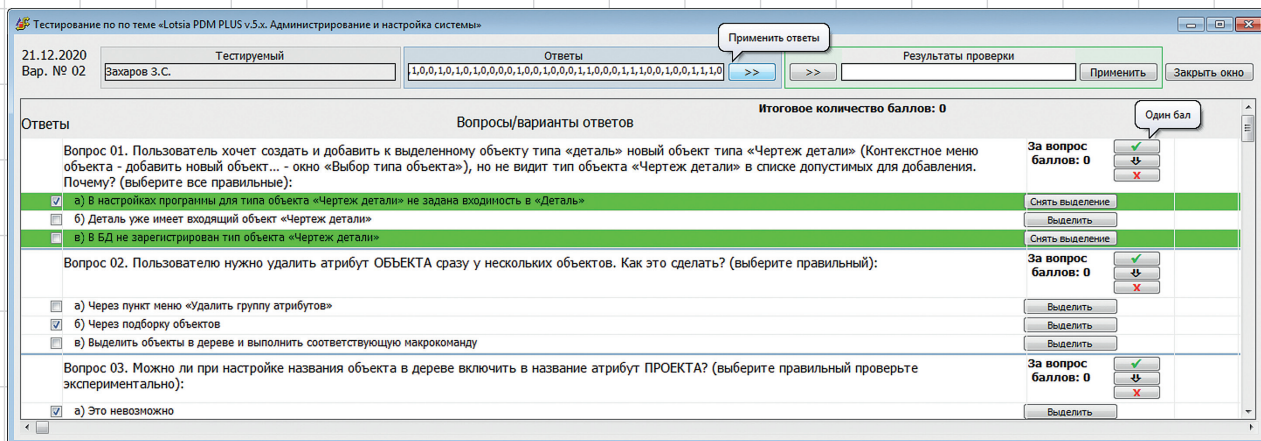 Тестирование по по теме «Lotsia PDM PLUS v.5.x. Администрирование и настройка системы»
Применить ответы
21.12.2020
Вар. № 02
Тестируемый
Захаров З.С.
Ответы
,1,0,0,1,0,1,0,1,0,0,0,0,1,0,0,1,0,0,0,1,1,0,0,0,1,1,1,0,0,1,0,0,1,1,1,0
>>
Результаты проверки
>>
Применить
Закрыть окно
Итоговое количество баллов: 0
Один бал
Ответы
Вопросы/варианты ответов
Вопрос 01. Пользователь хочет создать и добавить к выделенному объекту типа «деталь» новый объект типа «Чертеж детали» (Контекстное меню
объекта - добавить новый объект... - окно «Выбор типа объекта»), но не видит тип объекта «Чертеж детали» в списке допустимых для добавления.
Почему? (выберите все правильные):
За вопрос
баллов: 0
а) В настройках программы для типа объекта «Чертеж детали» не задана входимость в «Деталь»
Снять выделение
б) Деталь уже имеет входящий объект «Чертеж детали»
Выделить
в) В БД не зарегистрирован тип объекта «Чертеж детали»
Снять выделение
Вопрос 02. Пользователю нужно удалить атрибут ОБЪЕКТА сразу у нескольких объектов. Как это сделать? (выберите правильный):
За вопрос
баллов: 0
а) Через пункт меню «Удалить группу атрибутов»
Выделить
б) Через подборку объектов
Выделить
в) Выделить объекты в дереве и выполнить соответствующую макрокоманду
Выделить
Вопрос 03. Можно ли при настройке названия объекта в дереве включить в название атрибут ПРОЕКТА? (выберите правильный проверьте
экспериментально):
За вопрос
баллов: 0
а) Это невозможно
Выделить